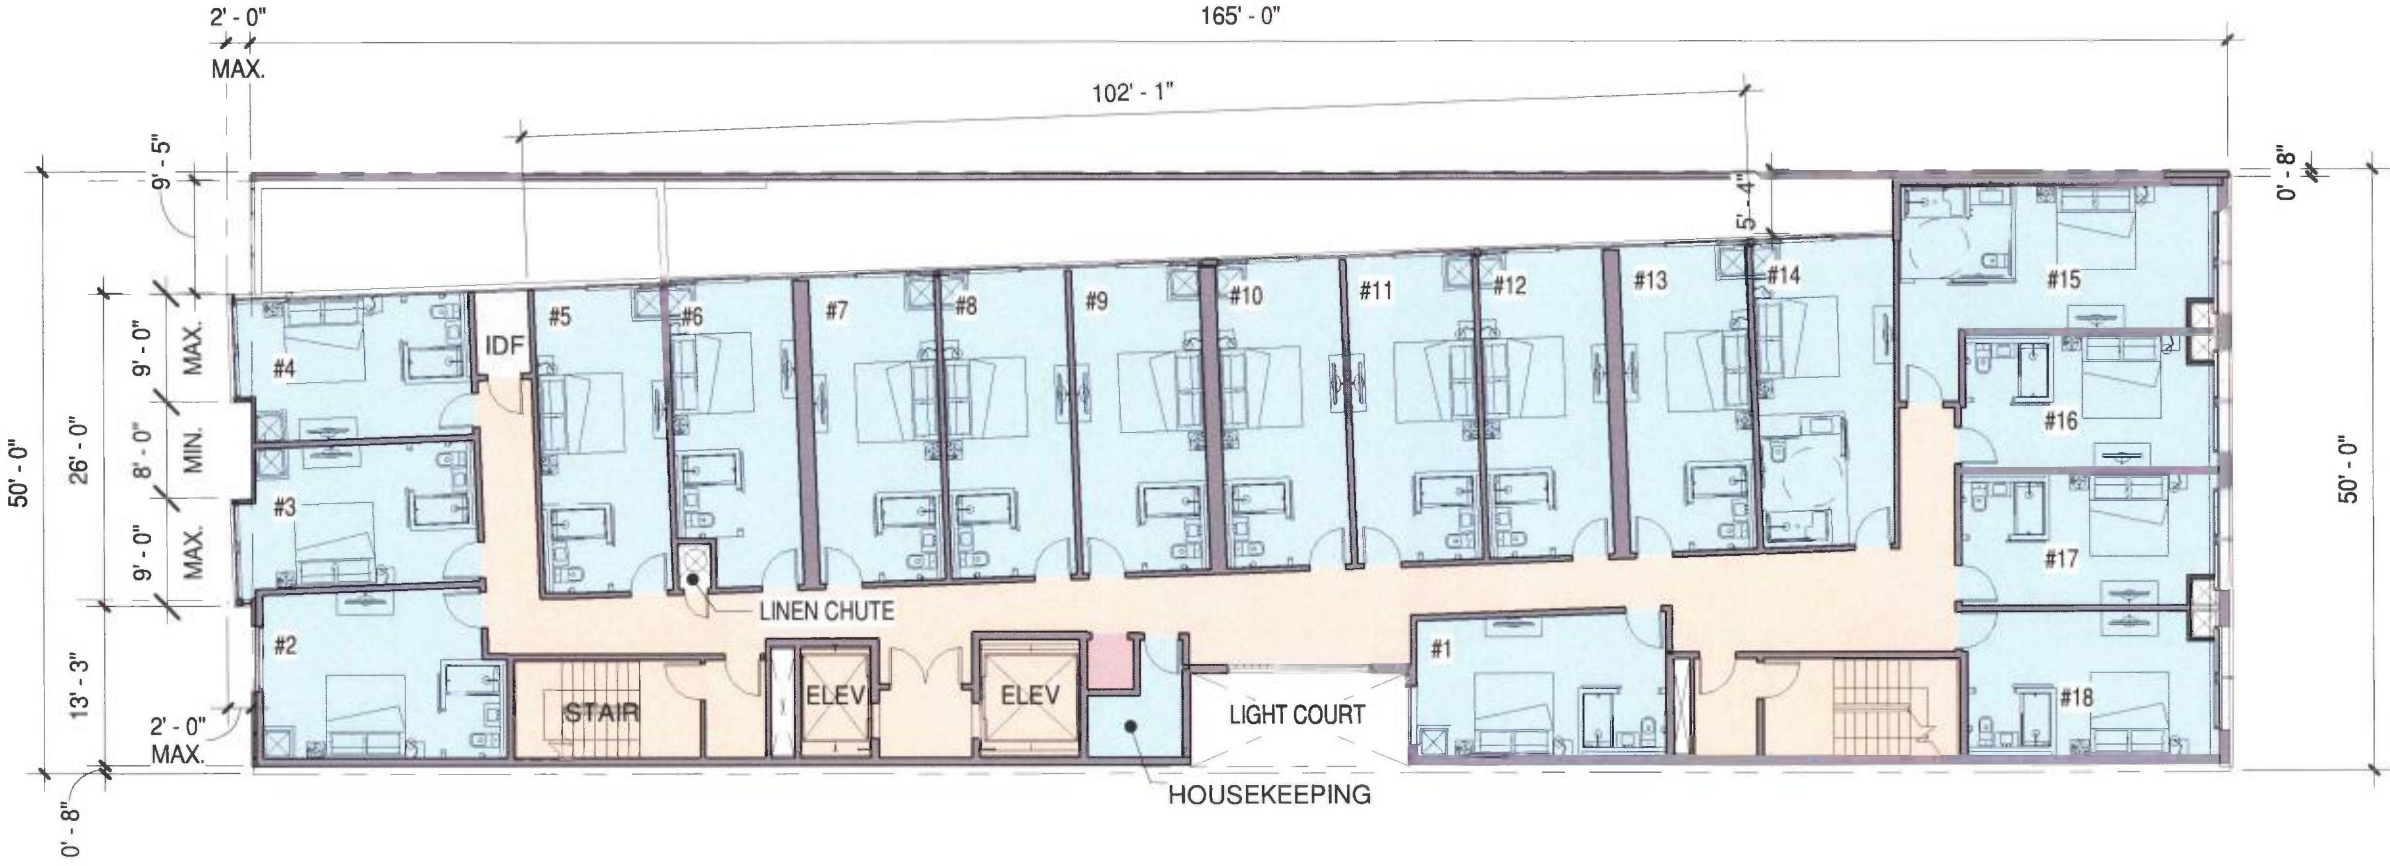 2' - 0"
165' - 0"
MAX.
102' - 1"
9' - 5"
0' - 8"
5' - 4"
#15
#14
#13
#12
#11
#10
#9
#8
#7
#6
#5
IDF
#4
9' - 0"
MAX.
#16
50' - 0"
26' - 0"
8' - 0"
MIN.
50' - 0"
#3
9' - 0"
MAX.
#17
LINEN CHUTE
#2
#1
13' - 3"
STAIR
ELEV
ELEV
LIGHT COURT
#18
2' - 0"
MAX.
HOUSEKEEPING
0' - 8"